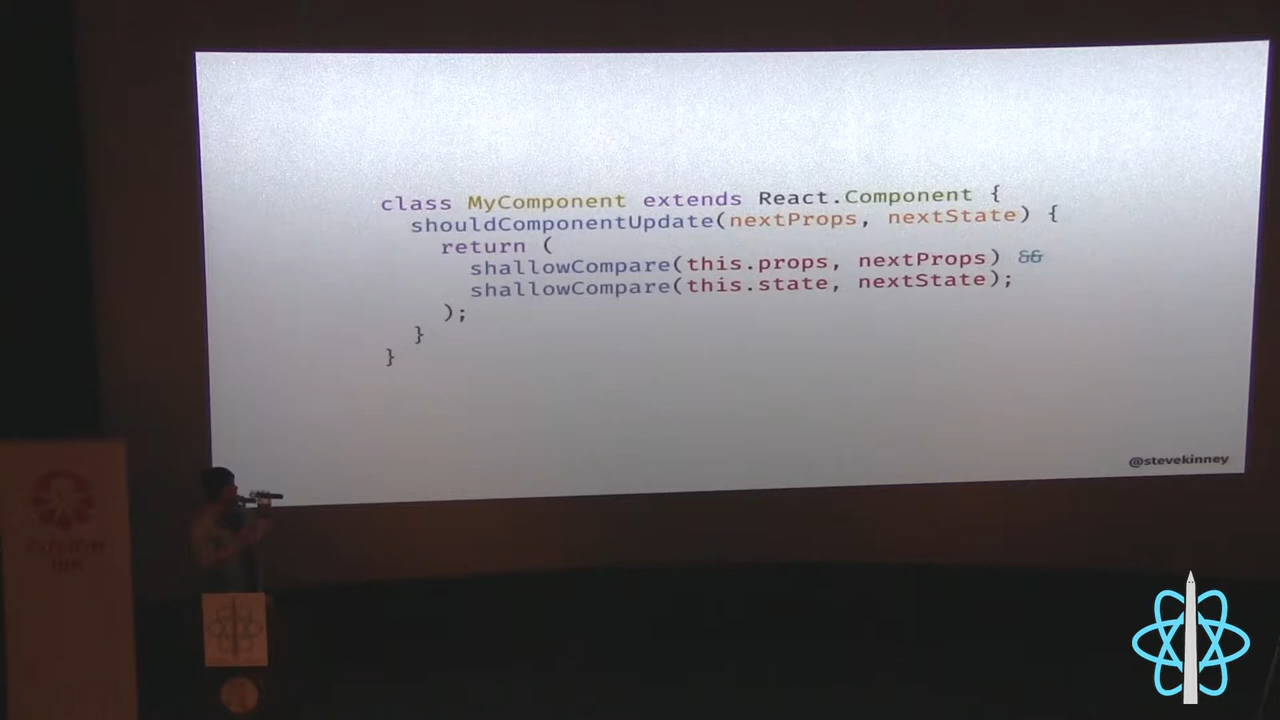 class MyComponent extends React.Component {
shouldComponentUpdate(nextProps, nextState) {
return (
shallowCompare(this.props, nextProps) &&
shallowCompare(this.state, nextState);
);
}
}
@stevekinney